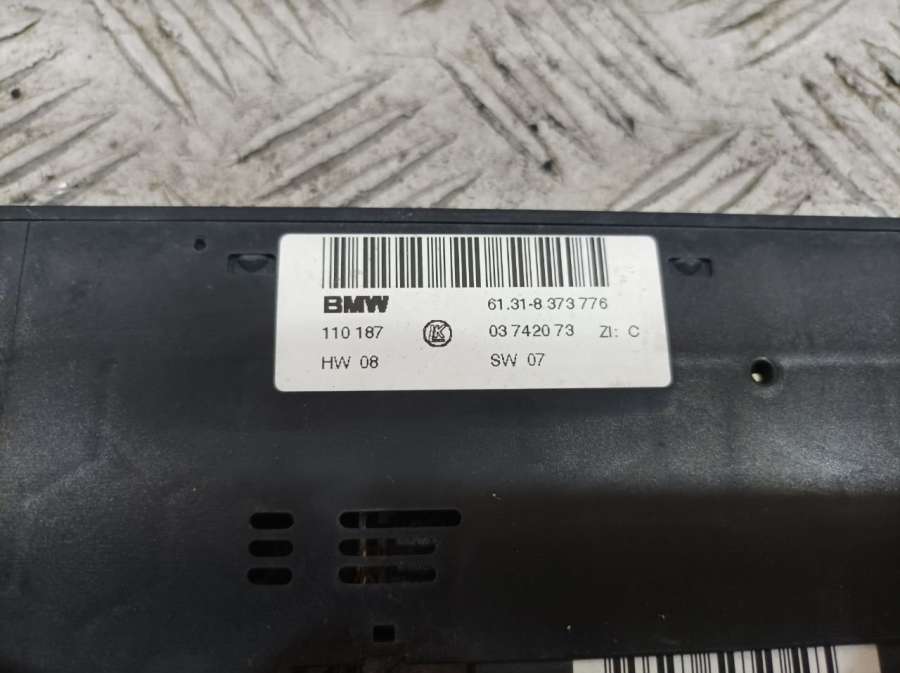 BMW 61.31-8 373 776
110 187 K 03 7420 73 ZI: C
HW 08 SW 07